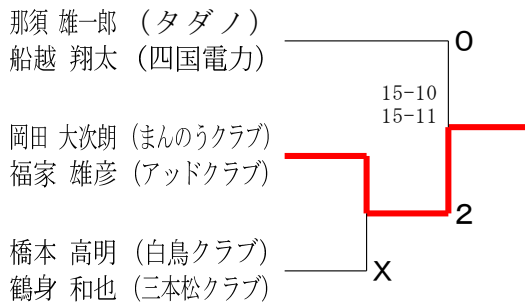 那須 雄一郎 (タダノ)
船越 翔太 (四国電力)
0
15-10
15-11
岡田 大次朗 (まんのうクラブ)
福家 雄彦 (アッドクラブ)
2
橋本 高明 (白鳥クラブ)
鶴身 和也 (三本松クラブ)
X